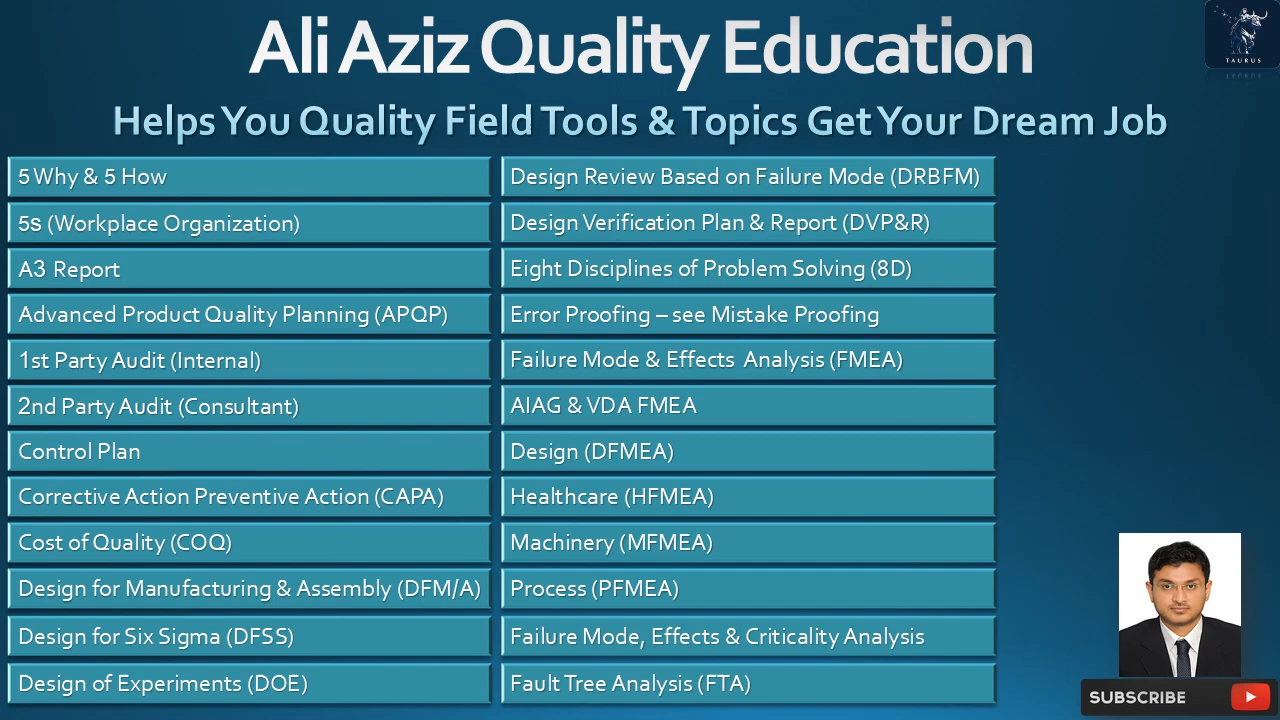 Ali Aziz Quality Education
TAURUS
Helps You Quality Field Tools & Topics Get Your Dream Job
5 Why & 5 How
5s (Workplace Organization)
A3 Report
Advanced Product Quality Planning (APQP)
1st Party Audit (Internal)
2nd Party Audit (Consultant)
Control Plan
Corrective Action Preventive Action (CAPA)
Cost of Quality (COQ)
Design for Manufacturing & Assembly (DFM/A)
Design for Six Sigma (DFSS)
Design of Experiments (DOE)
Design Review Based on Failure Mode (DRBFM)
Design Verification Plan & Report (DVP&R)
Eight Disciplines of Problem Solving (8D)
Error Proofing – see Mistake Proofing
Failure Mode & Effects Analysis (FMEA)
AIAG & VDA FMEA
Design (DFMEA)
Healthcare (HFMEA)
Machinery (MFMEA)
Process (PFMEA)
Failure Mode, Effects & Criticality Analysis
Fault Tree Analysis (FTA)
SUBSCRIBE